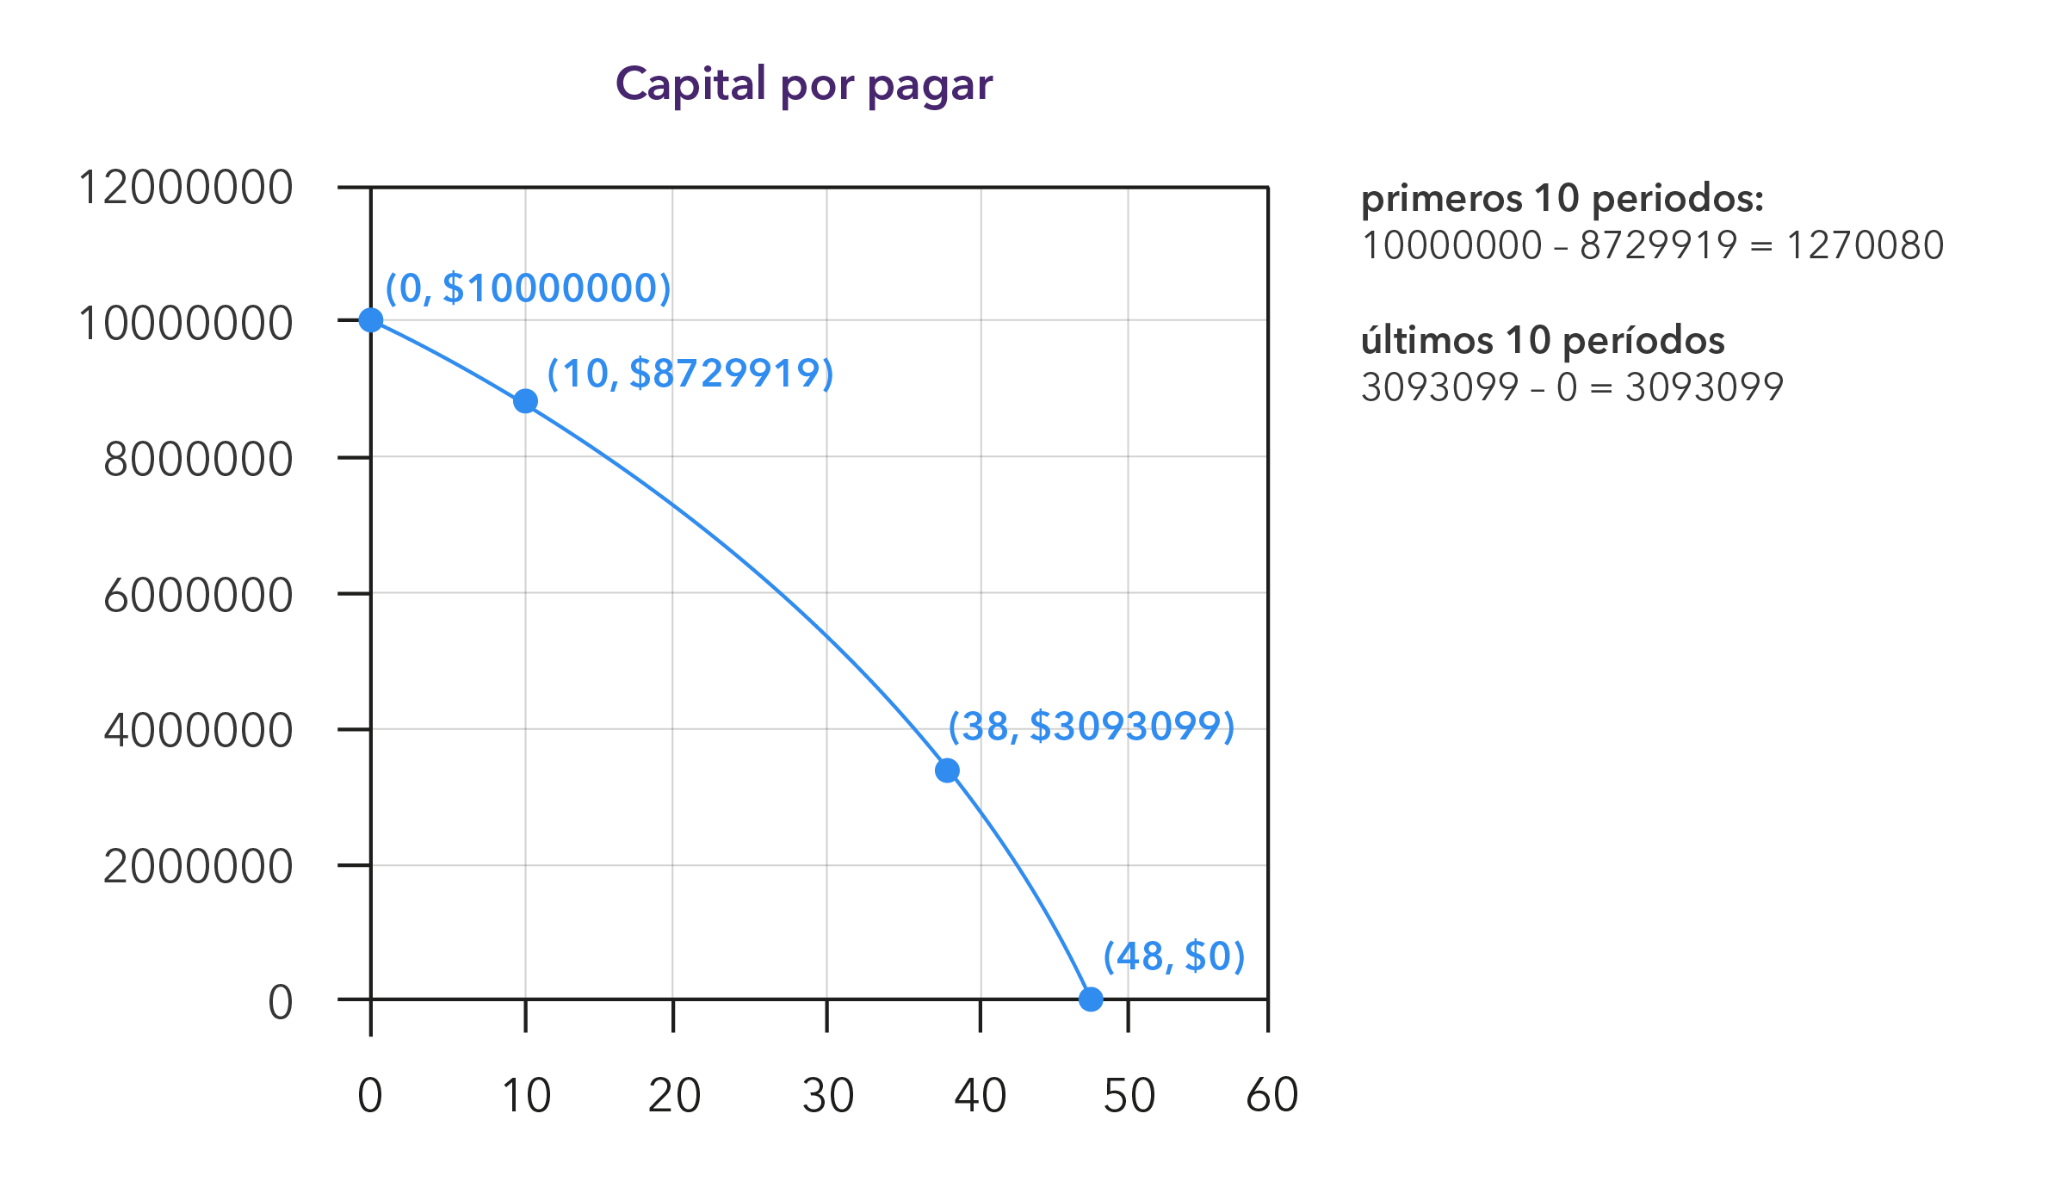 Capital por pagar
12000000
10000000
8000000
6000000
4000000
2000000
0
(0, $10000000)
(10, $8729919)
(38, $3093099)
(48, $0)
0 10 20 30 40 50 60
primeros 10 periodos:
10000000 – 8729919 = 1270080
últimos 10 períodos
3093099 – 0 = 3093099